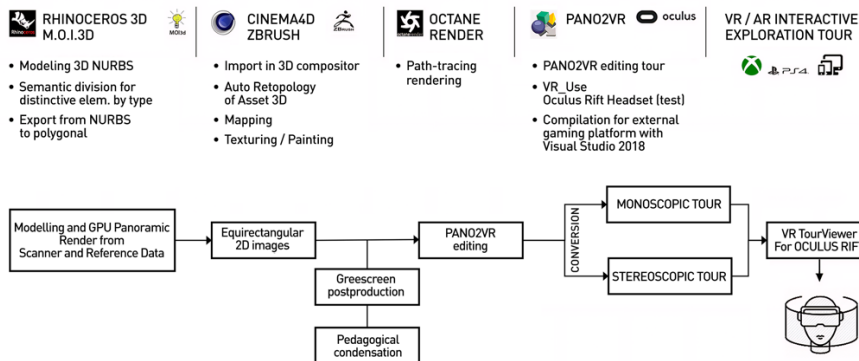 RHINOCEROS 3D
M.O.I.3D
Rhinoceros
MOI3D
• Modeling 3D NURBS
• Semantic division for
distinctive elem. by type
• Export from NURBS
to polygonal
CINEMA4D
ZBRUSH
ZBRUSH
• Import in 3D compositor
• Auto Retopology
of Asset 3D
• Mapping
• Texturing / Painting
OCTANE
RENDER
• Path-tracing
rendering
PANO2VR
oculus
• PANO2VR editing tour
• VR_Use
Oculus Rift Headset (test)
• Compilation for external
gaming platform with
Visual Studio 2018
VR / AR INTERACTIVE
EXPLORATION TOUR
PS4
Modelling and GPU Panoramic
Render from
Scanner and Reference Data
Equirectangular
2D images
Greescreen
postproduction
Pedagogical
condensation
PANO2VR
editing
CONVERSION
MONOSCOPIC TOUR
STEREOSCOPIC TOUR
VR TourViewer
For OCULUS RIFT